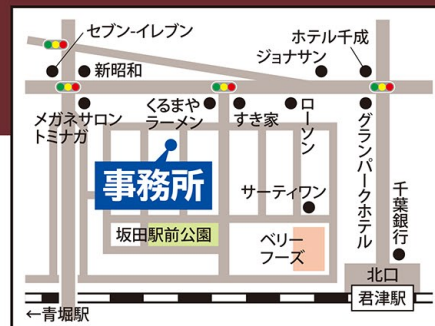 セブン-イレブン
ホテル千成
ジョナサン
新昭和
メガネサロン
トミナガ
くるまや
ラーメン
すき家
ローソン
グランパークホテル
事務所
サーティワン
千葉銀行
坂田駅前公園
ベリー
フーズ
北口
君津駅
←青堀駅